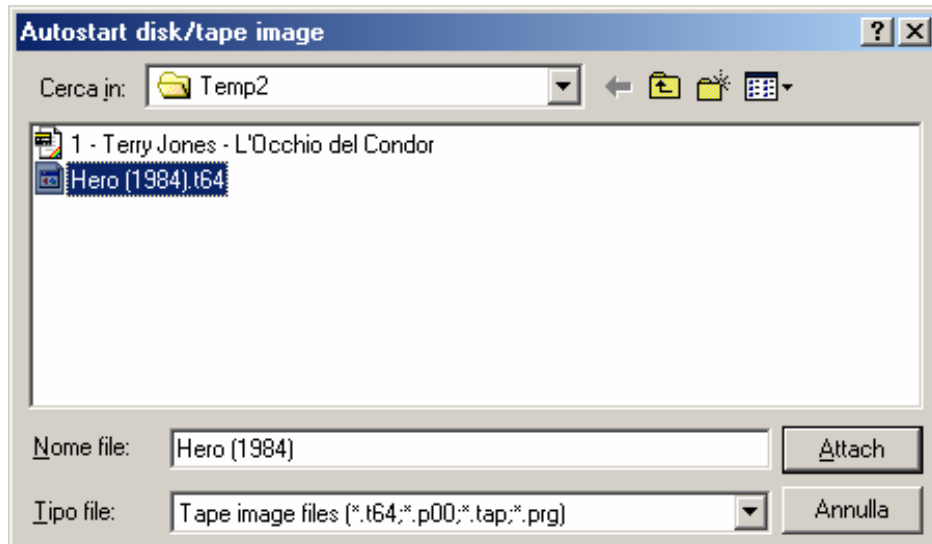 Autostart disk/tape image
Cerca in: Temp2
1 - Terry Jones - L'Occhio del Condor
Hero (1984).t64
Nome file: Hero (1984) Attach
Tipo file: Tape image files (*.t64;*.p00;*.tap;*.prg) Annulla